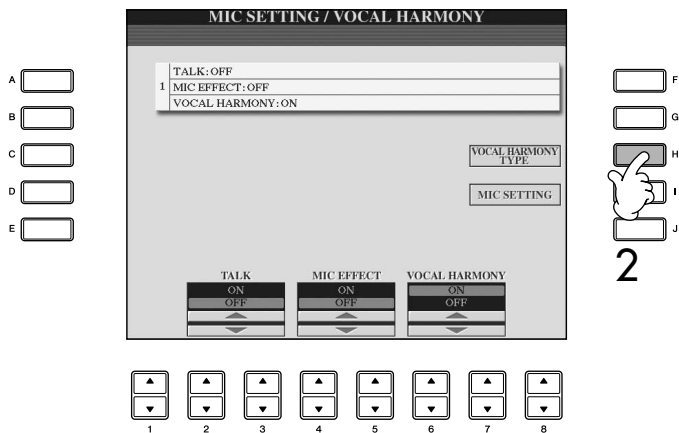 MIC SETTING / VOCAL HARMONY
TALK:OFF
1 MIC EFFECT:OFF
VOCAL HARMONY:ON
A
B
C
D
E
VOCAL HARMONY
TYPE
MIC SETTING
F
G
H
I
J
2
TALK
ON
OFF
MIC EFFECT
ON
OFF
VOCAL HARMONY
ON
OFF
1 2 3 4 5 6 7 8